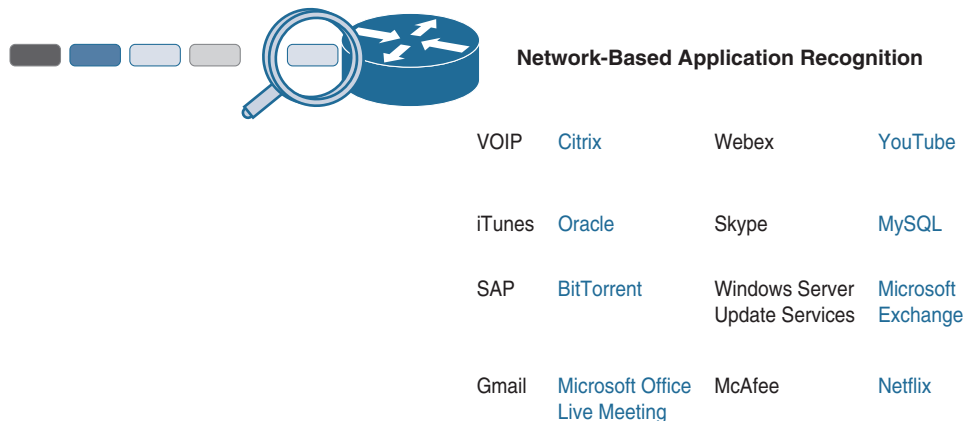 Network-Based Application Recognition
VOIP Citrix Webex YouTube
iTunes Oracle Skype MySQL
SAP BitTorrent Windows Server Microsoft
Update Services Exchange
Gmail Microsoft Office McAfee Netflix
Live Meeting